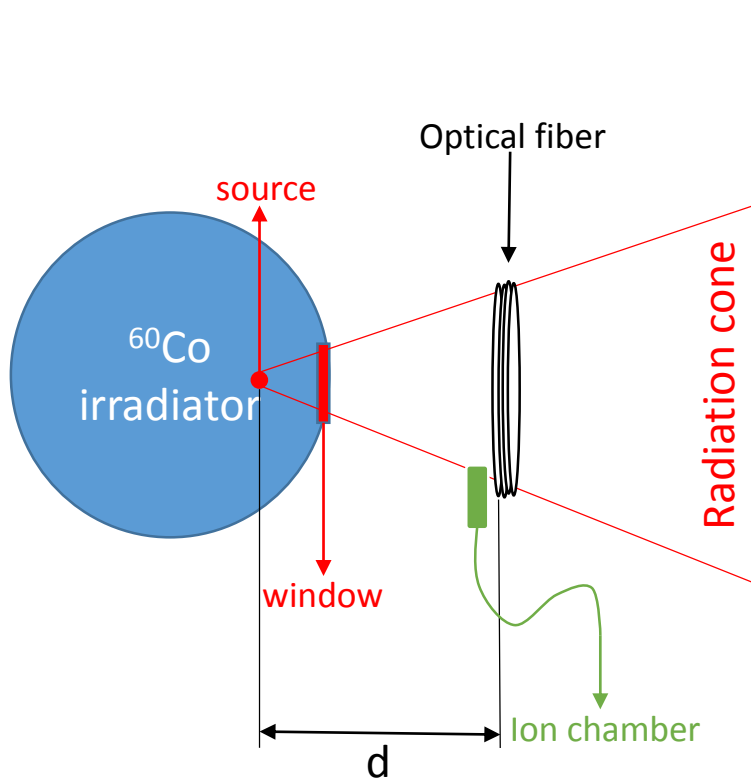 Optical fiber
source
⁶⁰Co
irradiator
Radiation cone
window
Ion chamber
d